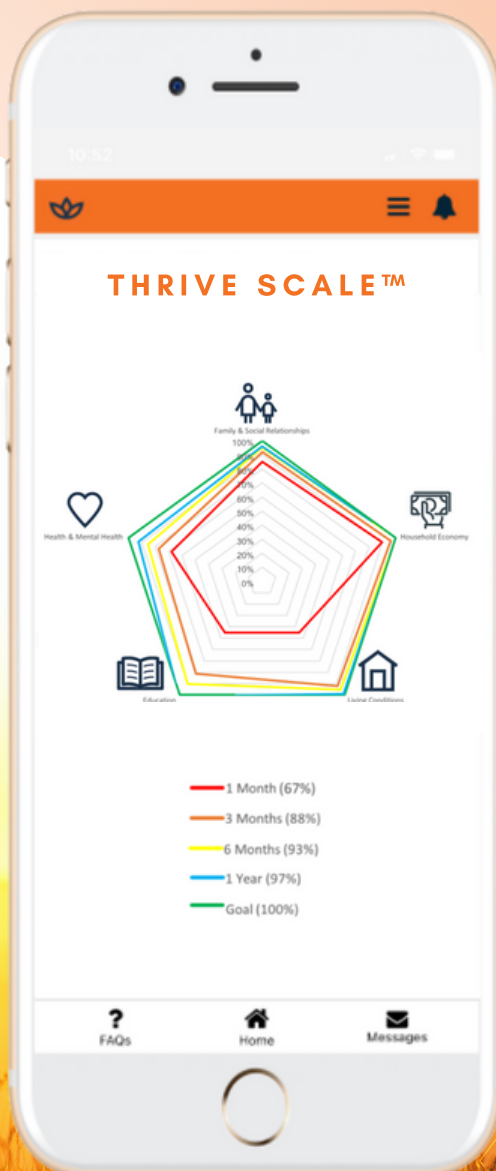 10:52
THRIVE SCALE™
Family & Social Relationships
100%
90%
80%
70%
60%
50%
40%
30%
20%
10%
0%
Health & Mental Health
Household Economy
Education
Living Conditions
1 Month (67%)
3 Months (88%)
6 Months (93%)
1 Year (97%)
Goal (100%)
?
FAQs
Home
Messages